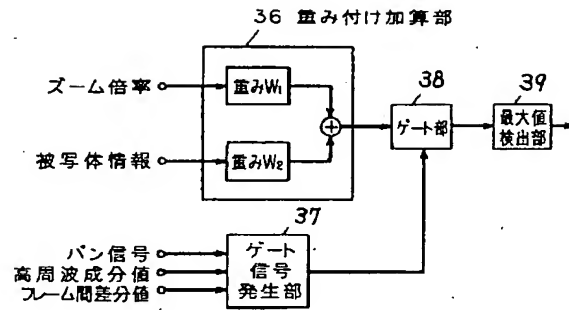 36 重み付け加算部
ズーム倍率
重みW₁
38
39
ゲート部
最大値
検出部
被写体情報
重みW₂
37
パン信号
高周波成分値
フレーム間差分値
ゲート
信号
発生部